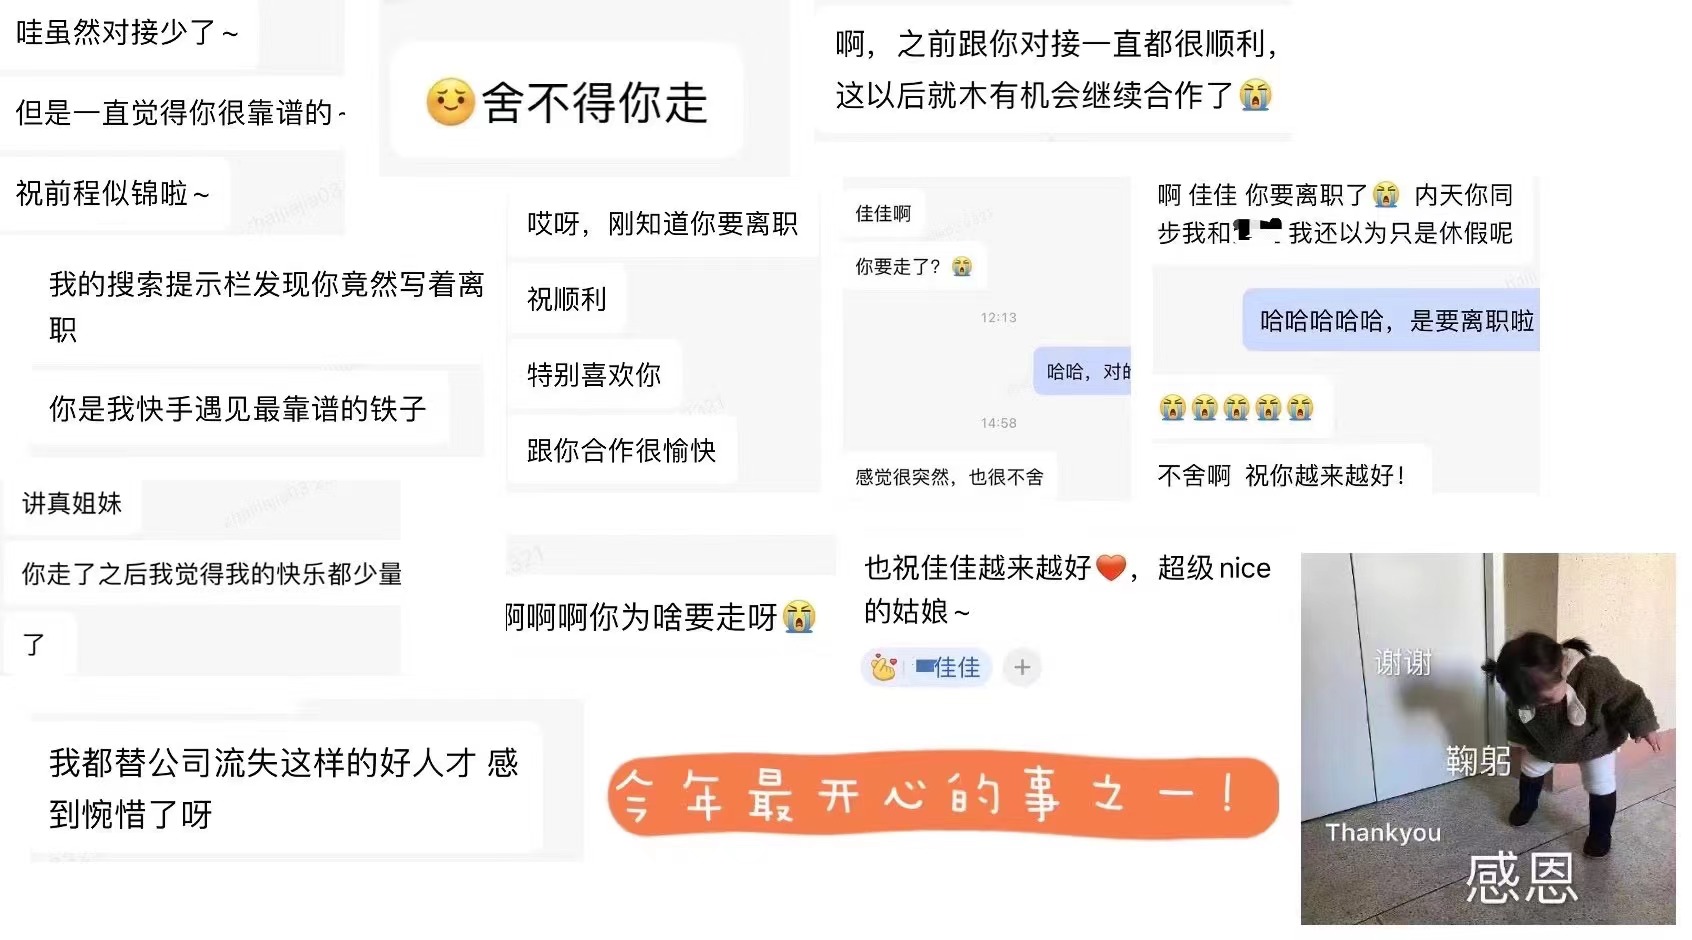 哇虽然对接少了~
但是一直觉得你很靠谱的~
祝前程似锦啦~
舍不得你走
啊，之前跟你对接一直都很顺利，
这以后就木有机会继续合作了
我的搜索提示栏发现你竟然写着离
职
你是我快手遇见最靠谱的铁子
哎呀，刚知道你要离职
祝顺利
特别喜欢你
跟你合作很愉快
佳佳啊
你要走了？
12:13
哈哈，对的
14:58
感觉很突然，也很不舍
啊 佳佳 你要离职了 内天你同
步我和 我还以为只是休假呢
哈哈哈哈哈，是要离职啦
不舍啊 祝你越来越好！
讲真姐妹
你走了之后我觉得我的快乐都少量
了
啊啊啊你为啥要走呀
也祝佳佳越来越好，超级nice
的姑娘~
佳佳
我都替公司流失这样的好人才 感
到惋惜了呀
今年最开心的事之一！
谢谢
鞠躬
Thankyou
感恩